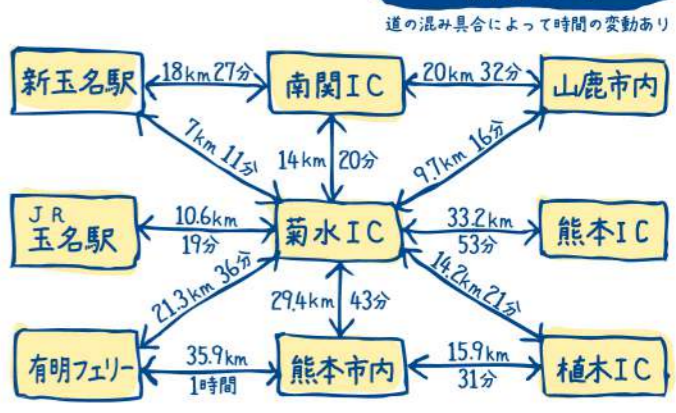 道の混み具合によって時間の変動あり
新玉名駅
18km 27分
南関IC
20km 32分
山鹿市内
7km 11分
14km 20分
9.7km 16分
JR
玉名駅
10.6km
19分
菊水IC
33.2km
53分
熊本IC
21.3km 36分
29.4km 43分
14.2km 21分
有明フェリー
35.9km
1時間
熊本市内
15.9km
31分
植木IC